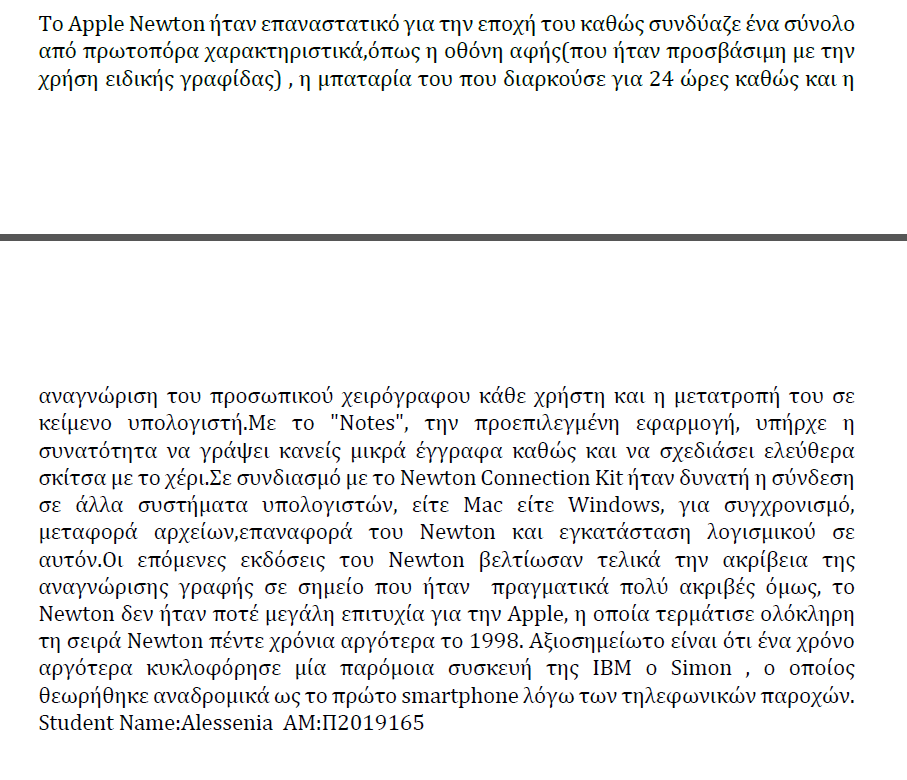 Το Apple Newton ήταν επαναστατικό για την εποχή του καθώς συνδύαζε ένα σύνολο
από πρωτοπόρα χαρακτηριστικά,όπως η οθόνη αφής(που ήταν προσβάσιμη με την
χρήση ειδικής γραφίδας) , η μπαταρία του που διαρκούσε για 24 ώρες καθώς και η
αναγνώριση του προσωπικού χειρόγραφου κάθε χρήστη και η μετατροπή του σε
κείμενο υπολογιστή.Με το "Notes", την προεπιλεγμένη εφαρμογή, υπήρχε η
συνατότητα να γράψει κανείς μικρά έγγραφα καθώς και να σχεδιάσει ελεύθερα
σκίτσα με το χέρι.Σε συνδιασμό με το Newton Connection Kit ήταν δυνατή η σύνδεση
σε άλλα συστήματα υπολογιστών, είτε Mac είτε Windows, για συγχρονισμό,
μεταφορά αρχείων,επαναφορά του Newton και εγκατάσταση λογισμικού σε
αυτόν.Οι επόμενες εκδόσεις του Newton βελτίωσαν τελικά την ακρίβεια της
αναγνώρισης γραφής σε σημείο που ήταν  πραγματικά πολύ ακριβές όμως, το
Newton δεν ήταν ποτέ μεγάλη επιτυχία για την Apple, η οποία τερμάτισε ολόκληρη
τη σειρά Newton πέντε χρόνια αργότερα το 1998. Αξιοσημείωτο είναι ότι ένα χρόνο
αργότερα κυκλοφόρησε μία παρόμοια συσκευή της IBM ο Simon , ο οποίος
θεωρήθηκε αναδρομικά ως το πρώτο smartphone λόγω των τηλεφωνικών παροχών.
Student Name:Alessenia  ΑΜ:Π2019165